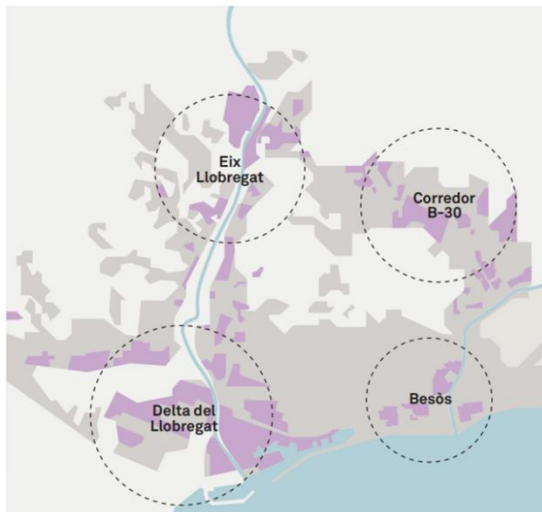 Eix
Llobregat
Corredor
B-30
Delta del
Llobregat
Besòs